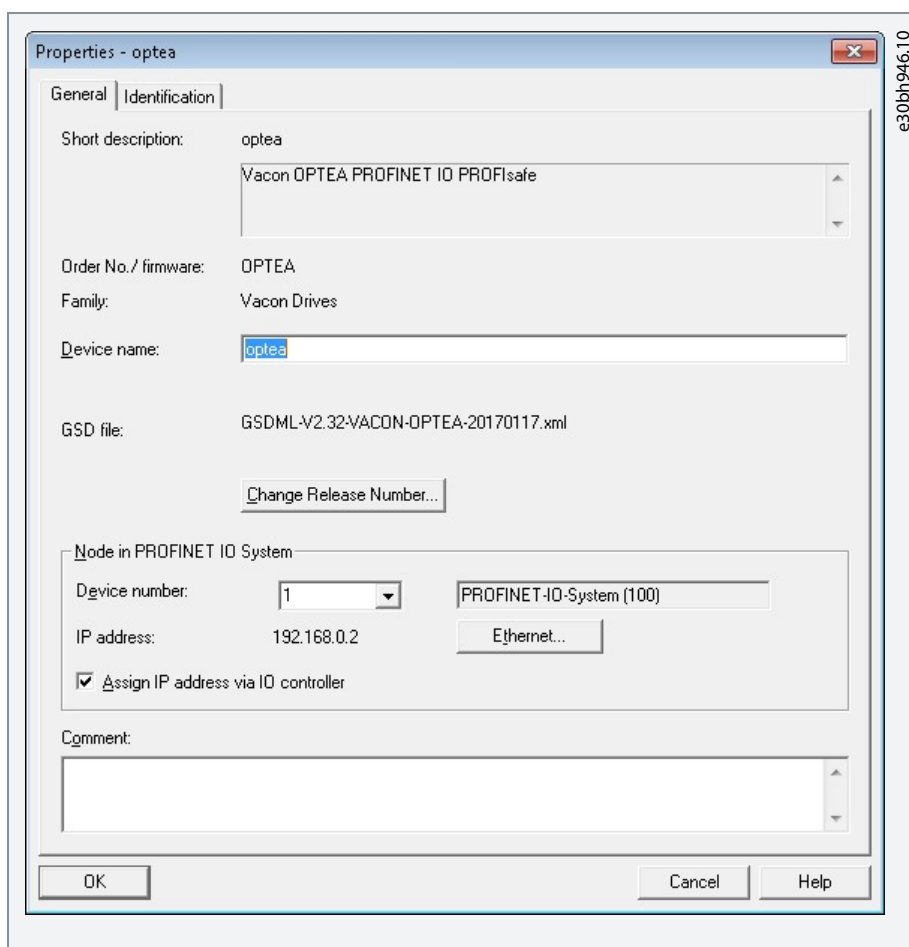 Properties - optea
e30bh946.10
General Identification
Short description: optea
Vacon OPTEA PROFINET IO PROFIsafe
Order No./ firmware: OPTEA
Family: Vacon Drives
Device name: optea
GSD file: GSDML-V2.32-VACON-OPTEA-20170117.xml
Change Release Number...
Node in PROFINET IO System
Device number: 1 PROFINET-IO-System (100)
IP address: 192.168.0.2 Ethernet...
Assign IP address via IO controller
Comment:
OK Cancel Help